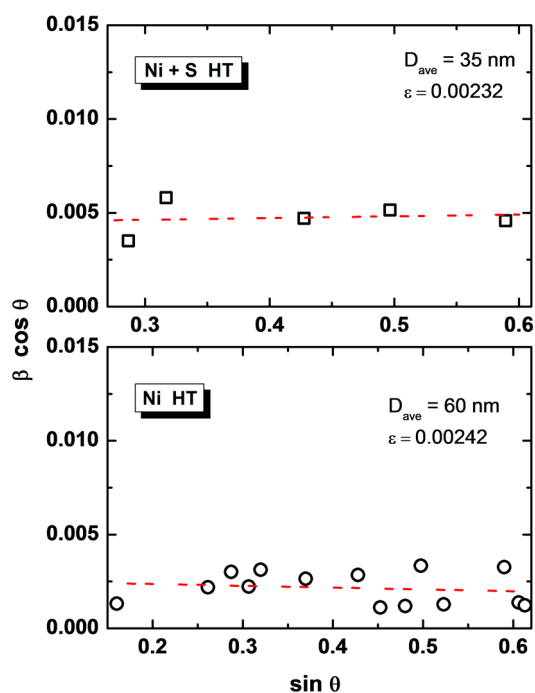 0.015
Ni + S HT
D_ave = 35 nm
ε = 0.00232
0.010
0.005
0.000
0.3 0.4 0.5 0.6
β cos θ
0.015
Ni HT
D_ave = 60 nm
ε = 0.00242
0.010
0.005
0.000
0.2 0.3 0.4 0.5 0.6
sin θ